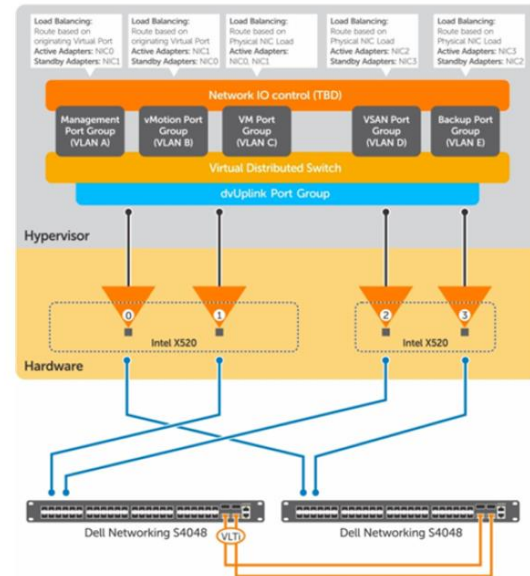 Load Balancing:
Route based on
originating Virtual Port
Active Adapters: NIC0
Standby Adapters: NIC1
Load Balancing:
Route based on
originating Virtual Port
Active Adapters: NIC1
Standby Adapters: NIC0
Load Balancing:
Route based on
Physical NIC Load
Active Adapters:
NIC0, NIC1
Load Balancing:
Route based on
Physical NIC Load
Active Adapters: NIC2
Standby Adapters: NIC3
Load Balancing:
Route based on
Physical NIC Load
Active Adapters: NIC3
Standby Adapters: NIC2
Network IO control (TBD)
Management
Port Group
(VLAN A)
vMotion Port
Group
(VLAN B)
VM Port
Group
(VLAN C)
VSAN Port
Group
(VLAN D)
Backup Port
Group
(VLAN E)
Virtual Distributed Switch
dvUplink Port Group
Hypervisor
0
1
2
3
Intel X520
Intel X520
Hardware
Dell Networking S4048
VLTi
Dell Networking S4048